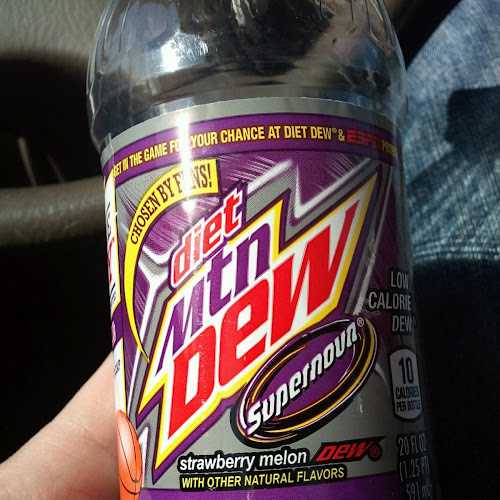 GET IN THE GAME FOR YOUR CHANCE AT DIET DEW® & ESPN
CHOSEN BY FANS!
diet
Mtn
DEW
Supernova®
LOW
CALORIE
DEW
10
CALORIES
PER BOTTLE
strawberry melon DEW®
WITH OTHER NATURAL FLAVORS
20 FL OZ
(1.25 PT)
591